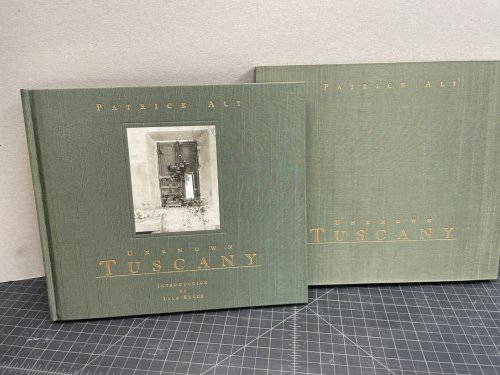 PATRICK ALT
UNKNOWN
TUSCANY
INTRODUCTION
BY
PATRICK ALT
UNKNOWN
TUSCANY